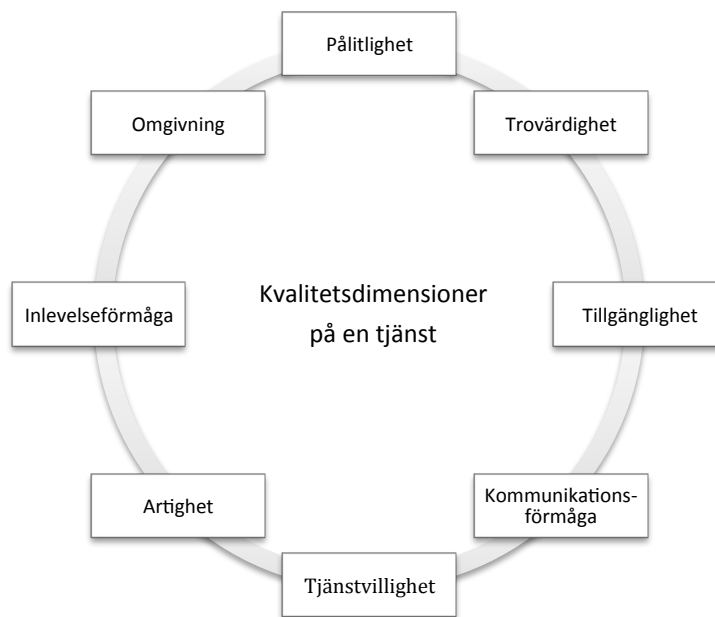 Pålitlighet
Trovärdighet
Tillgänglighet
Kommunikations-
förmåga
Tjänstvillighet
Artighet
Inlevelseförmåga
Omgivning
Kvalitetsdimensioner
på en tjänst